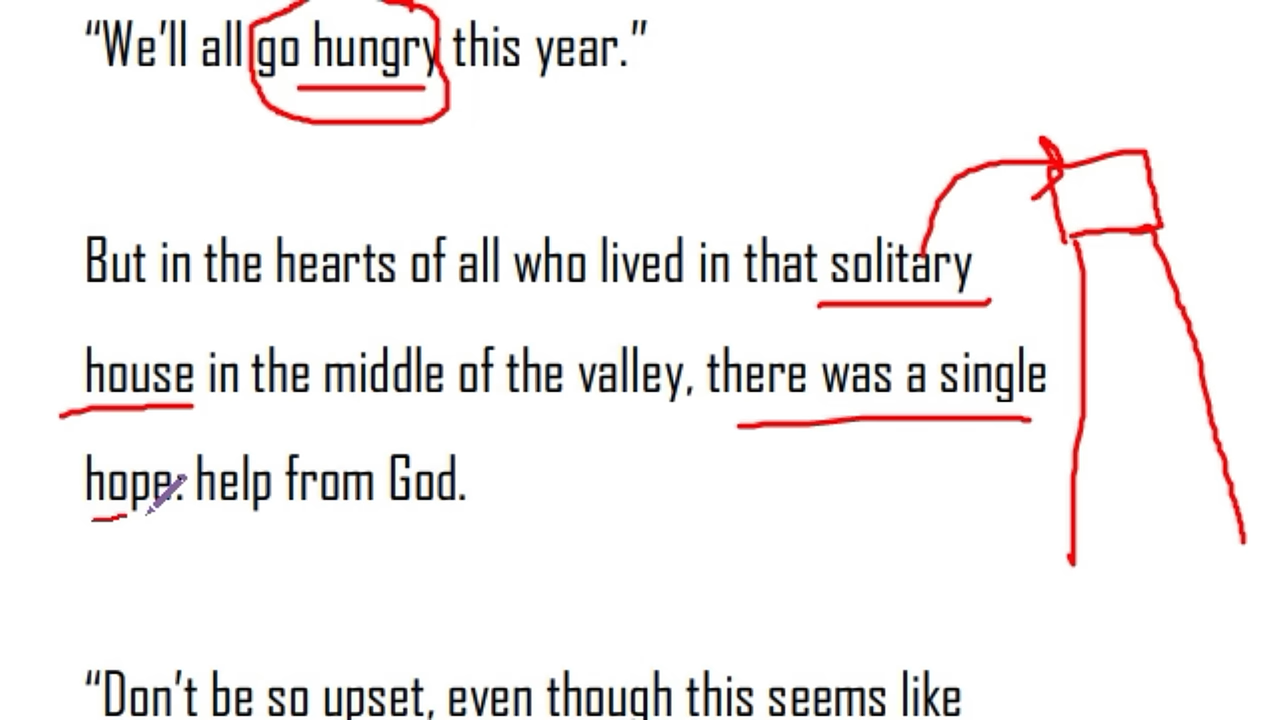 “We’ll all go hungry this year.”
But in the hearts of all who lived in that solitary
house in the middle of the valley, there was a single
hope: help from God.
“Don’t be so upset, even though this seems like